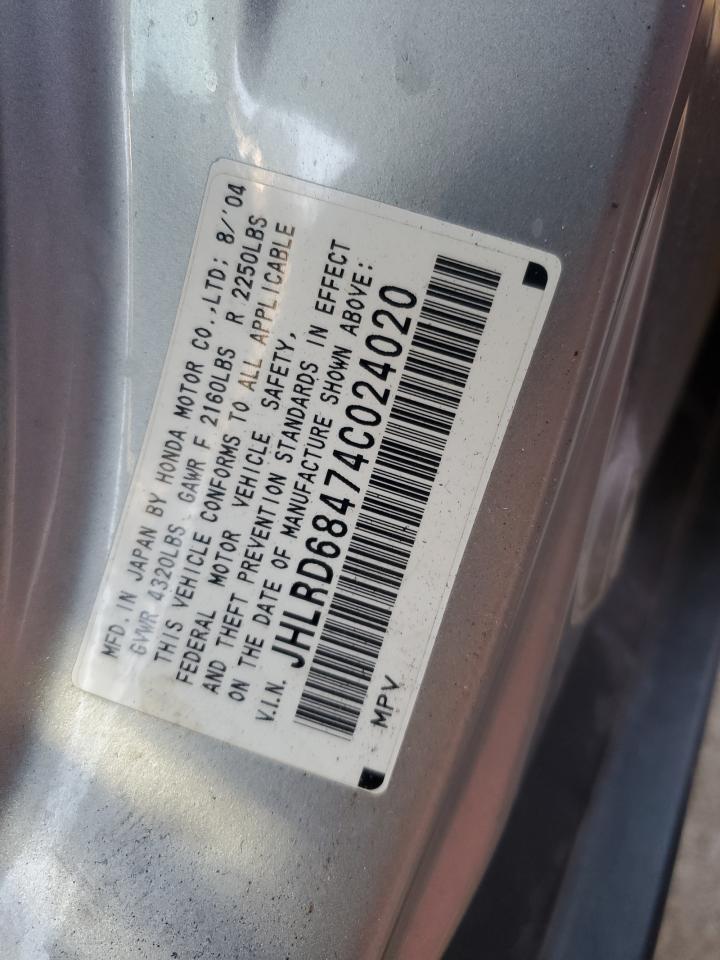 MFD. IN JAPAN BY HONDA MOTOR CO.,LTD; 8/'04
GVWR 4320LBS GAWR F 2160LBS R 2250LBS
THIS VEHICLE CONFORMS TO ALL APPLICABLE
FEDERAL MOTOR VEHICLE SAFETY,
AND THEFT PREVENTION STANDARDS IN EFFECT
ON THE DATE OF MANUFACTURE SHOWN ABOVE:
V.I.N. JHLRD68474C024020
MPV